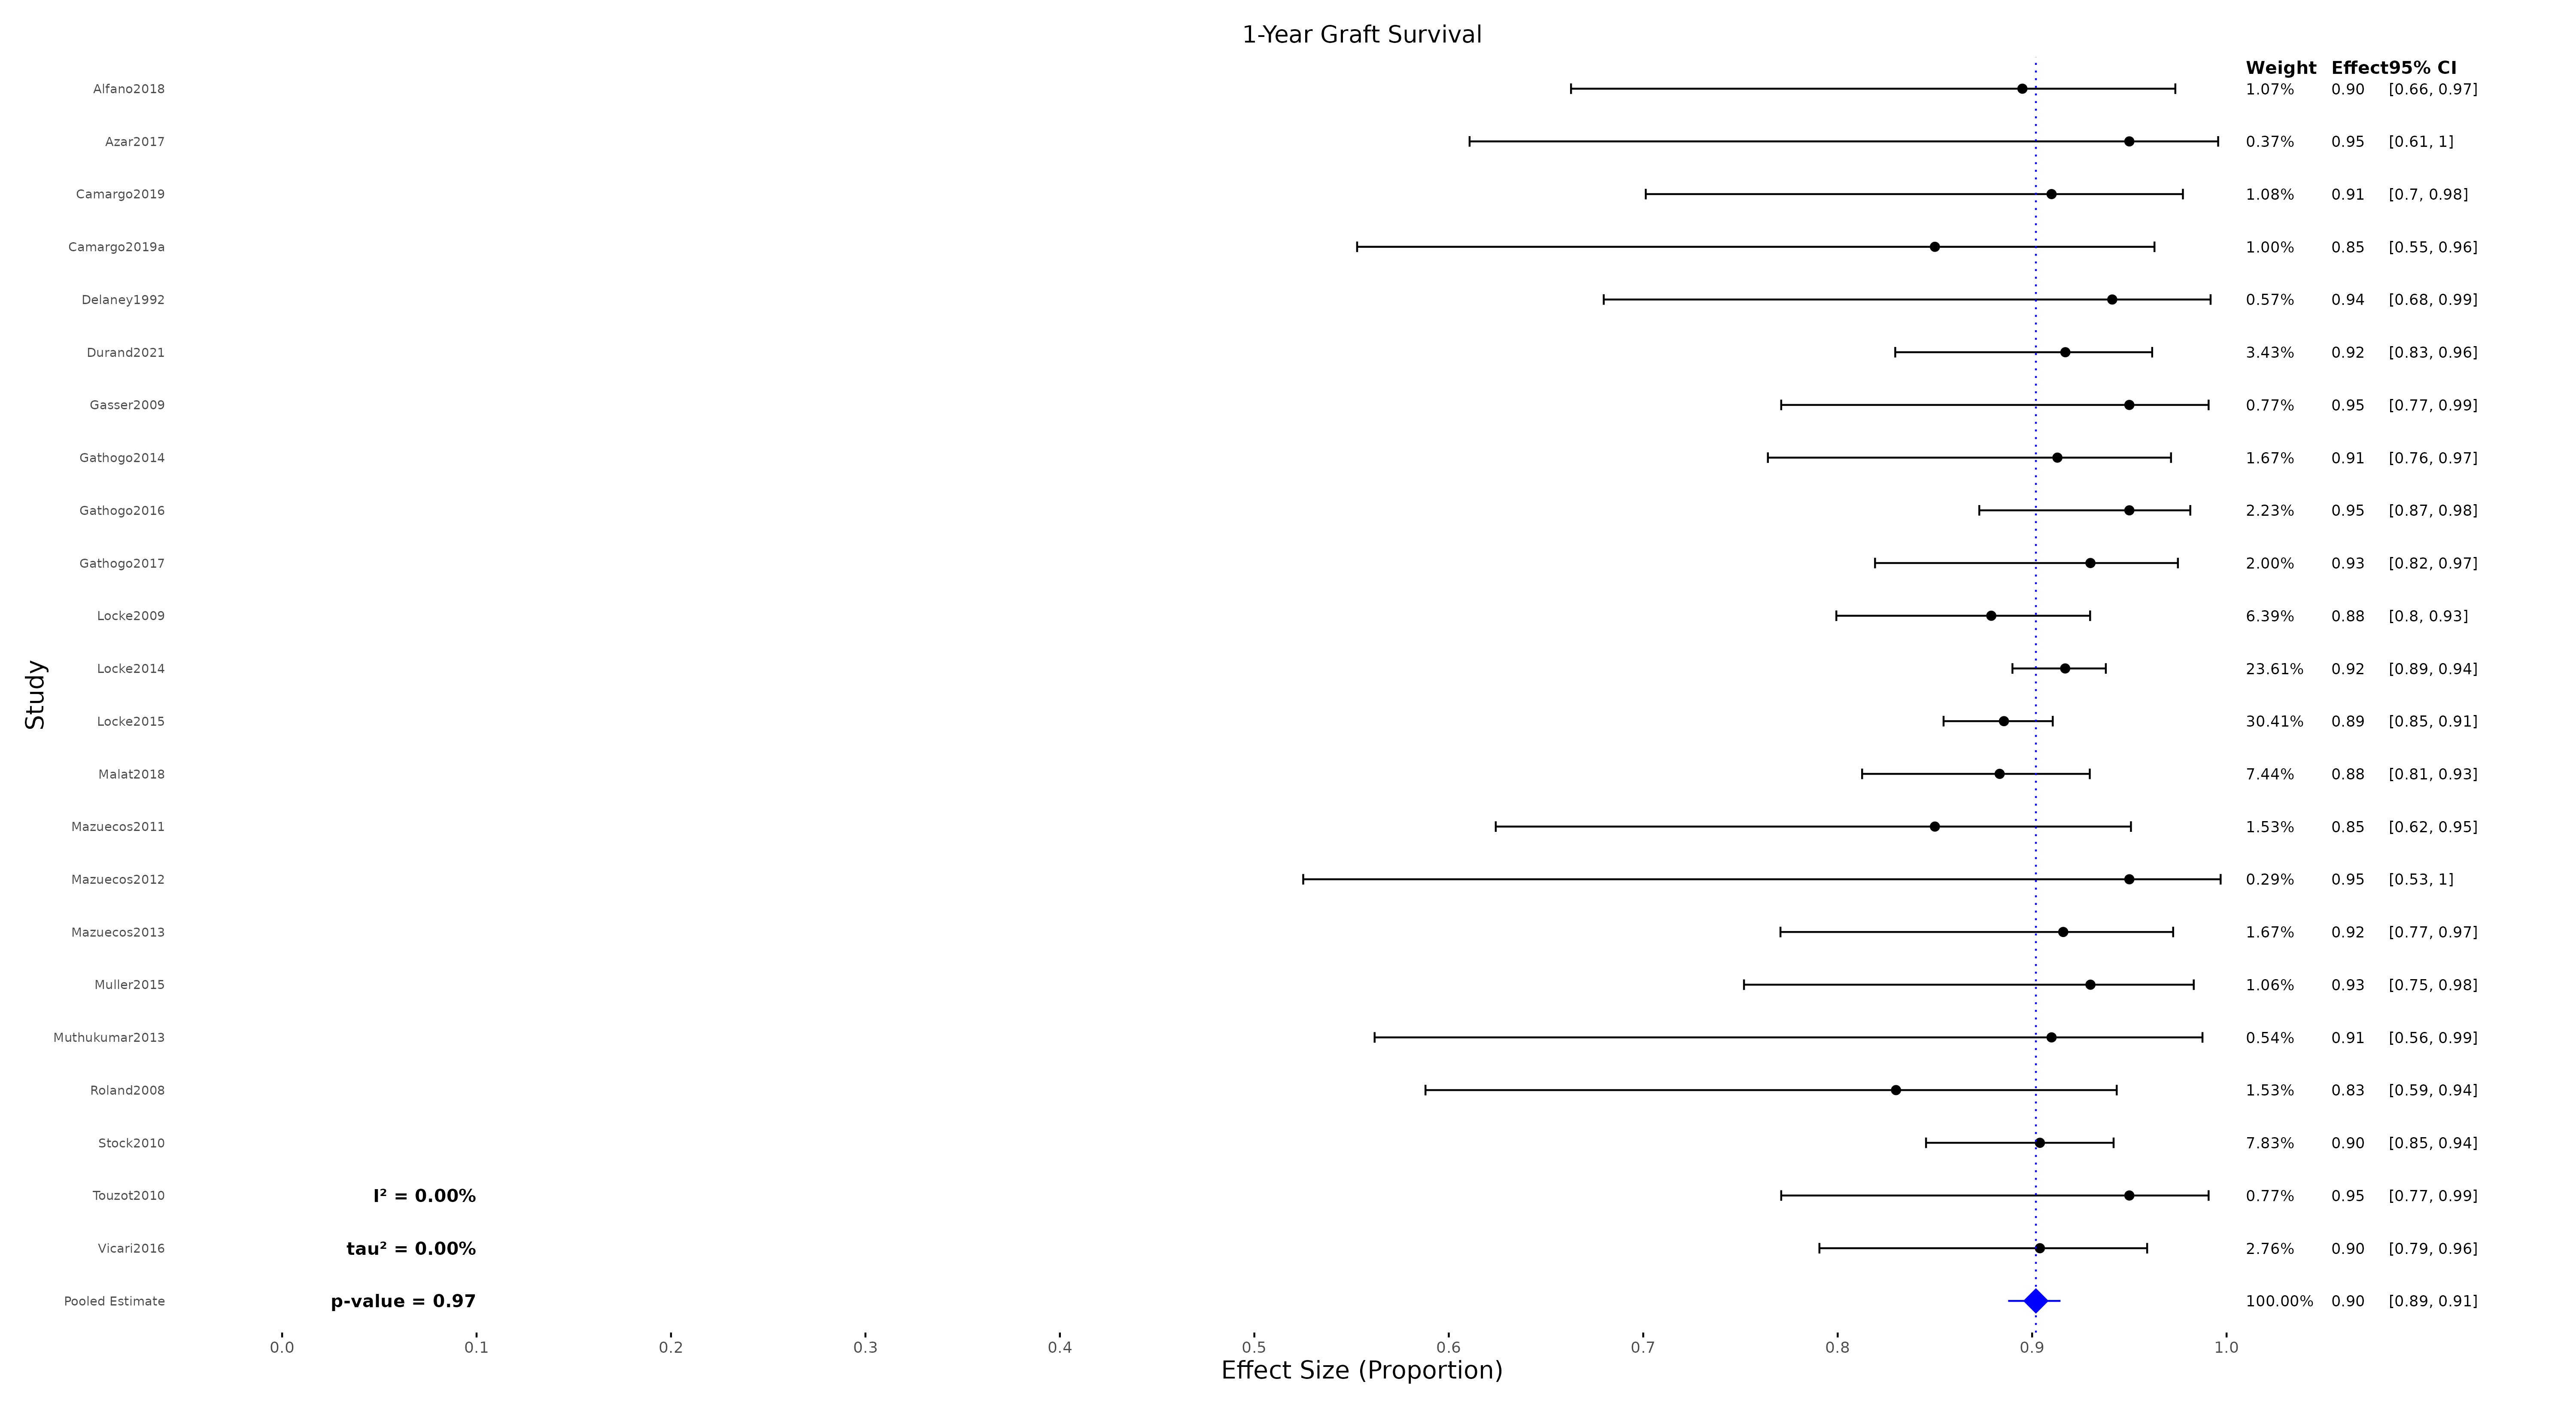 1-Year Graft Survival
Weight Effect 95% CI
Alfano2018 1.07% 0.90 [0.66, 0.97]
Azar2017 0.37% 0.95 [0.61, 1]
Camargo2019 1.08% 0.91 [0.7, 0.98]
Camargo2019a 1.00% 0.85 [0.55, 0.96]
Delaney1992 0.57% 0.94 [0.68, 0.99]
Durand2021 3.43% 0.92 [0.83, 0.96]
Gasser2009 0.77% 0.95 [0.77, 0.99]
Gathogo2014 1.67% 0.91 [0.76, 0.97]
Gathogo2016 2.23% 0.95 [0.87, 0.98]
Gathogo2017 2.00% 0.93 [0.82, 0.97]
Locke2009 6.39% 0.88 [0.8, 0.93]
Locke2014 23.61% 0.92 [0.89, 0.94]
Locke2015 30.41% 0.89 [0.85, 0.91]
Malat2018 7.44% 0.88 [0.81, 0.93]
Mazuecos2011 1.53% 0.85 [0.62, 0.95]
Mazuecos2012 0.29% 0.95 [0.53, 1]
Mazuecos2013 1.67% 0.92 [0.77, 0.97]
Muller2015 1.06% 0.93 [0.75, 0.98]
Muthukumar2013 0.54% 0.91 [0.56, 0.99]
Roland2008 1.53% 0.83 [0.59, 0.94]
Stock2010 7.83% 0.90 [0.85, 0.94]
Touzot2010 I² = 0.00% 0.77% 0.95 [0.77, 0.99]
Vicari2016 tau² = 0.00% 2.76% 0.90 [0.79, 0.96]
Pooled Estimate p-value = 0.97 100.00% 0.90 [0.89, 0.91]
0.0 0.1 0.2 0.3 0.4 0.5 0.6 0.7 0.8 0.9 1.0
Effect Size (Proportion)
Study